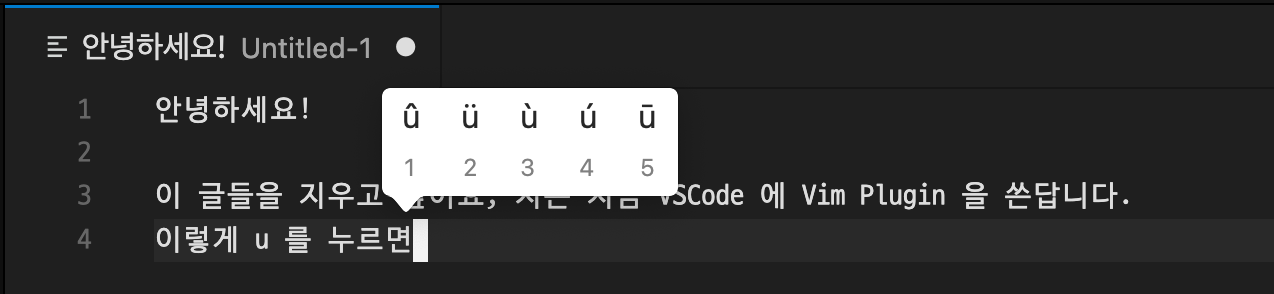 안녕하세요! Untitled-1
1 안녕하세요!
û ü ù ú ū
1 2 3 4 5
2
3 이 글들을 지우고 VSCode 에 Vim Plugin 을 쓴답니다.
4 이렇게 u 를 누르면